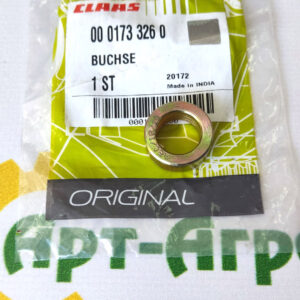 CLAAS
00 0173 326 0
BUCHSE
1 ST
20172
Made in INDIA
ORIGINAL
Арт-Агро